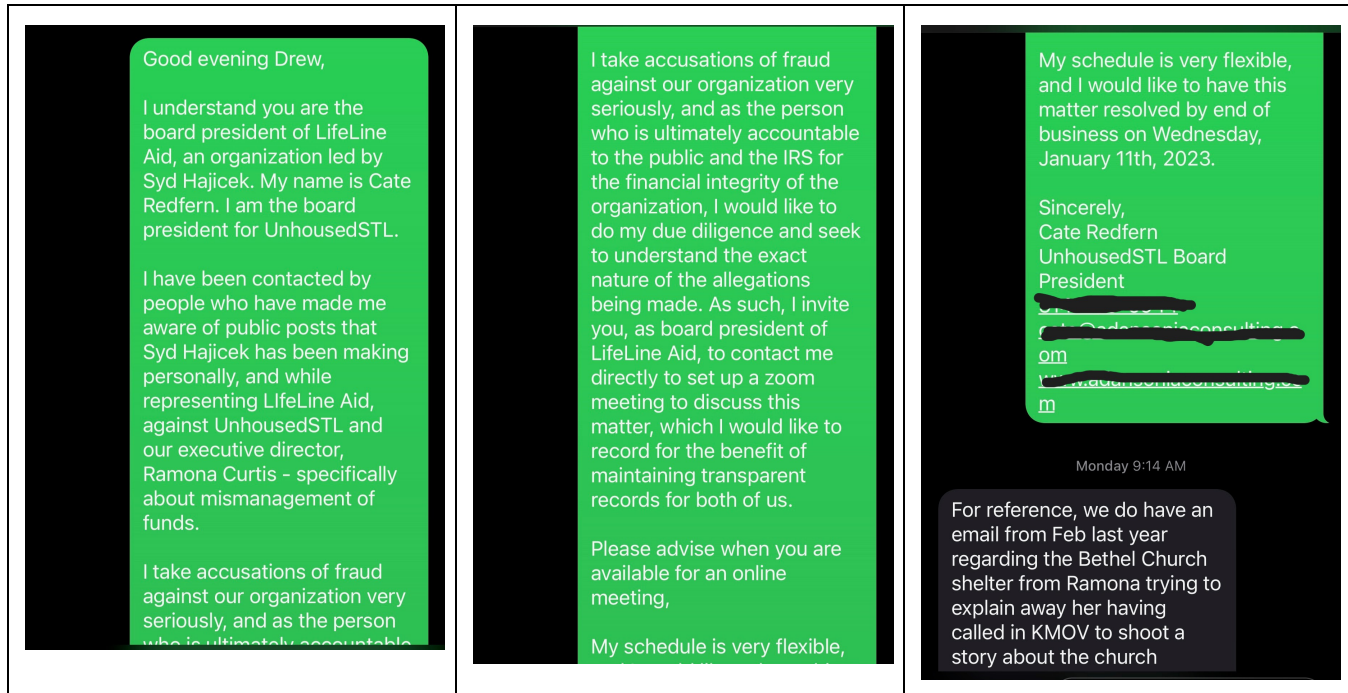 Good evening Drew,
I understand you are the
board president of LifeLine
Aid, an organization led by
Syd Hajicek. My name is Cate
Redfern. I am the board
president for UnhousedSTL.
I have been contacted by
people who have made me
aware of public posts that
Syd Hajicek has been making
personally, and while
representing LIfeLine Aid,
against UnhousedSTL and
our executive director,
Ramona Curtis - specifically
about mismanagement of
funds.
I take accusations of fraud
against our organization very
seriously, and as the person
who is ultimately accountable
I take accusations of fraud
against our organization very
seriously, and as the person
who is ultimately accountable
to the public and the IRS for
the financial integrity of the
organization, I would like to
do my due diligence and seek
to understand the exact
nature of the allegations
being made. As such, I invite
you, as board president of
LifeLine Aid, to contact me
directly to set up a zoom
meeting to discuss this
matter, which I would like to
record for the benefit of
maintaining transparent
records for both of us.
Please advise when you are
available for an online
meeting,
My schedule is very flexible,
My schedule is very flexible,
and I would like to have this
matter resolved by end of
business on Wednesday,
January 11th, 2023.
Sincerely,
Cate Redfern
UnhousedSTL Board
President
om
m
Monday 9:14 AM
For reference, we do have an
email from Feb last year
regarding the Bethel Church
shelter from Ramona trying to
explain away her having
called in KMOV to shoot a
story about the church